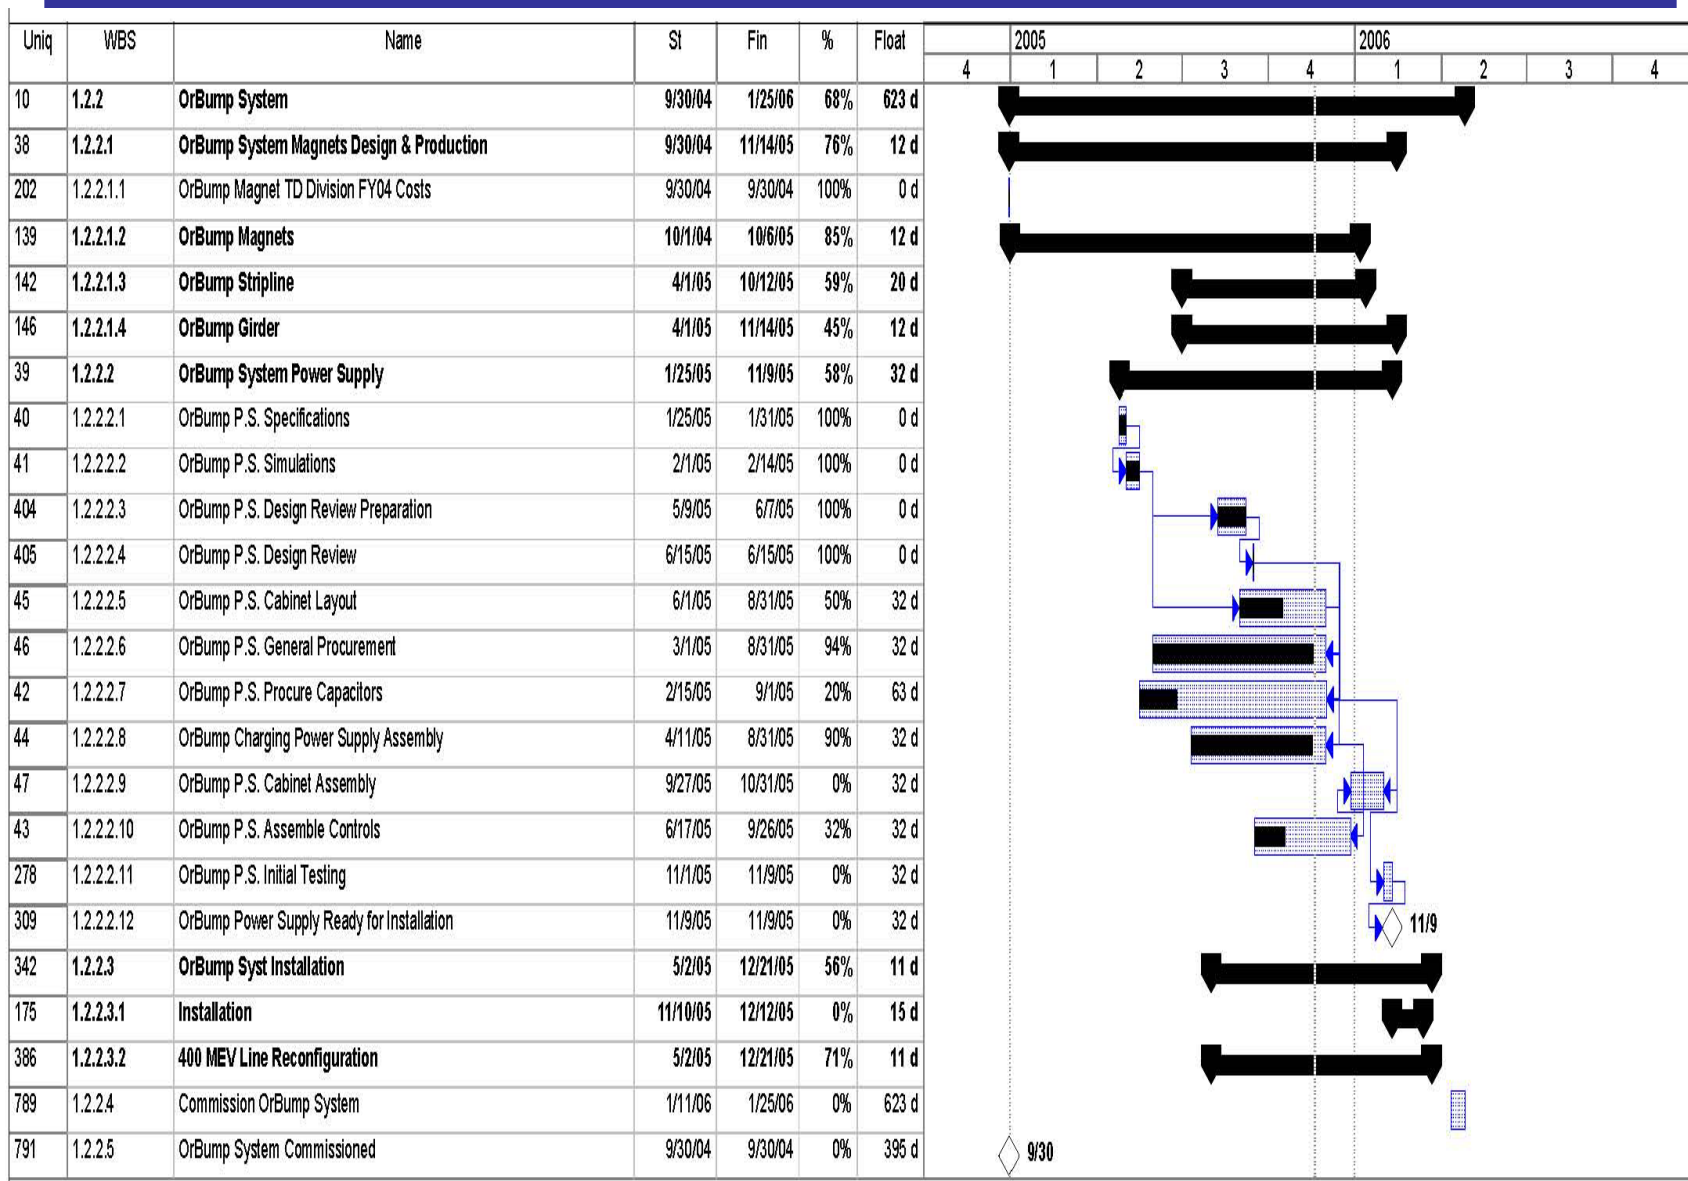 Uniq WBS Name St Fin % Float 2005 2006
4 1 2 3 4 1 2 3 4
10 1.2.2 OrBump System 9/30/04 1/25/06 68% 623 d
38 1.2.2.1 OrBump System Magnets Design & Production 9/30/04 11/14/05 76% 12 d
202 1.2.2.1.1 OrBump Magnet TD Division FY04 Costs 9/30/04 9/30/04 100% 0 d
139 1.2.2.1.2 OrBump Magnets 10/1/04 10/6/05 85% 12 d
142 1.2.2.1.3 OrBump Stripline 4/1/05 10/12/05 59% 20 d
146 1.2.2.1.4 OrBump Girder 4/1/05 11/14/05 45% 12 d
39 1.2.2.2 OrBump System Power Supply 1/25/05 11/9/05 58% 32 d
40 1.2.2.2.1 OrBump P.S. Specifications 1/25/05 1/31/05 100% 0 d
41 1.2.2.2.2 OrBump P.S. Simulations 2/1/05 2/14/05 100% 0 d
404 1.2.2.2.3 OrBump P.S. Design Review Preparation 5/9/05 6/7/05 100% 0 d
405 1.2.2.2.4 OrBump P.S. Design Review 6/15/05 6/15/05 100% 0 d
45 1.2.2.2.5 OrBump P.S. Cabinet Layout 6/1/05 8/31/05 50% 32 d
46 1.2.2.2.6 OrBump P.S. General Procurement 3/1/05 8/31/05 94% 32 d
42 1.2.2.2.7 OrBump P.S. Procure Capacitors 2/15/05 9/1/05 20% 63 d
44 1.2.2.2.8 OrBump Charging Power Supply Assembly 4/11/05 8/31/05 90% 32 d
47 1.2.2.2.9 OrBump P.S. Cabinet Assembly 9/27/05 10/31/05 0% 32 d
43 1.2.2.2.10 OrBump P.S. Assemble Controls 6/17/05 9/26/05 32% 32 d
278 1.2.2.2.11 OrBump P.S. Initial Testing 11/1/05 11/9/05 0% 32 d
309 1.2.2.2.12 OrBump Power Supply Ready for Installation 11/9/05 11/9/05 0% 32 d 11/9
342 1.2.2.3 OrBump Syst Installation 5/2/05 12/21/05 56% 11 d
175 1.2.2.3.1 Installation 11/10/05 12/12/05 0% 15 d
386 1.2.2.3.2 400 MEV Line Reconfiguration 5/2/05 12/21/05 71% 11 d
789 1.2.2.4 Commission OrBump System 1/11/06 1/25/06 0% 623 d
791 1.2.2.5 OrBump System Commissioned 9/30/04 9/30/04 0% 395 d 9/30